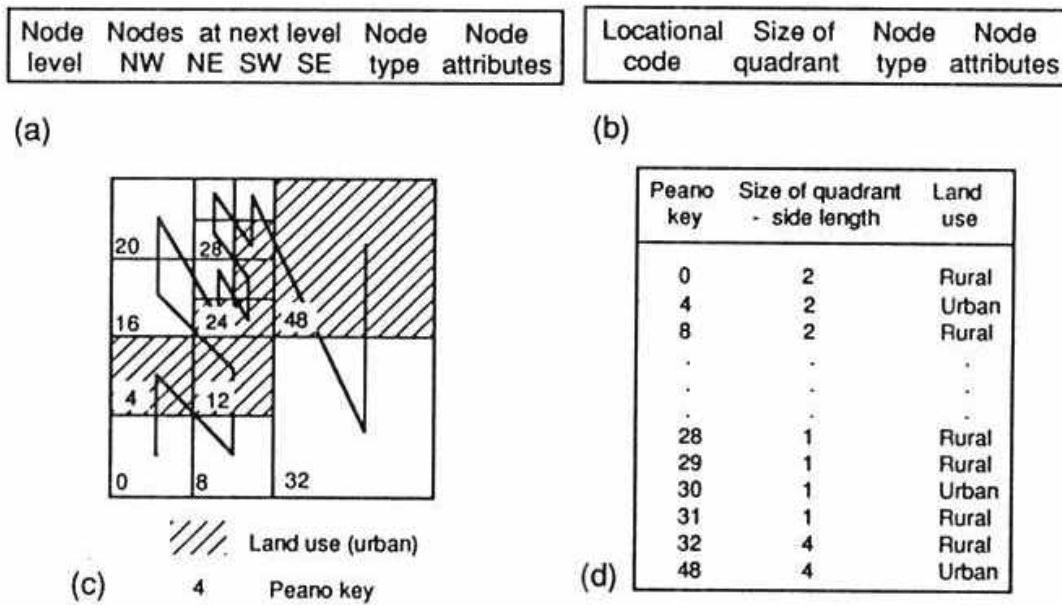 Node Nodes at next level Node Node
level NW NE SW SE type attributes
(a)
Locational Size of Node Node
code quadrant type attributes
(b)
20
28
16
24
48
4
12
0
8
32
Land use (urban)
4 Peano key
(c)
Peano Size of quadrant Land
key - side length use
0 2 Rural
4 2 Urban
8 2 Rural
. . .
. . .
. . .
28 1 Rural
29 1 Rural
30 1 Urban
31 1 Rural
32 4 Rural
48 4 Urban
(d)